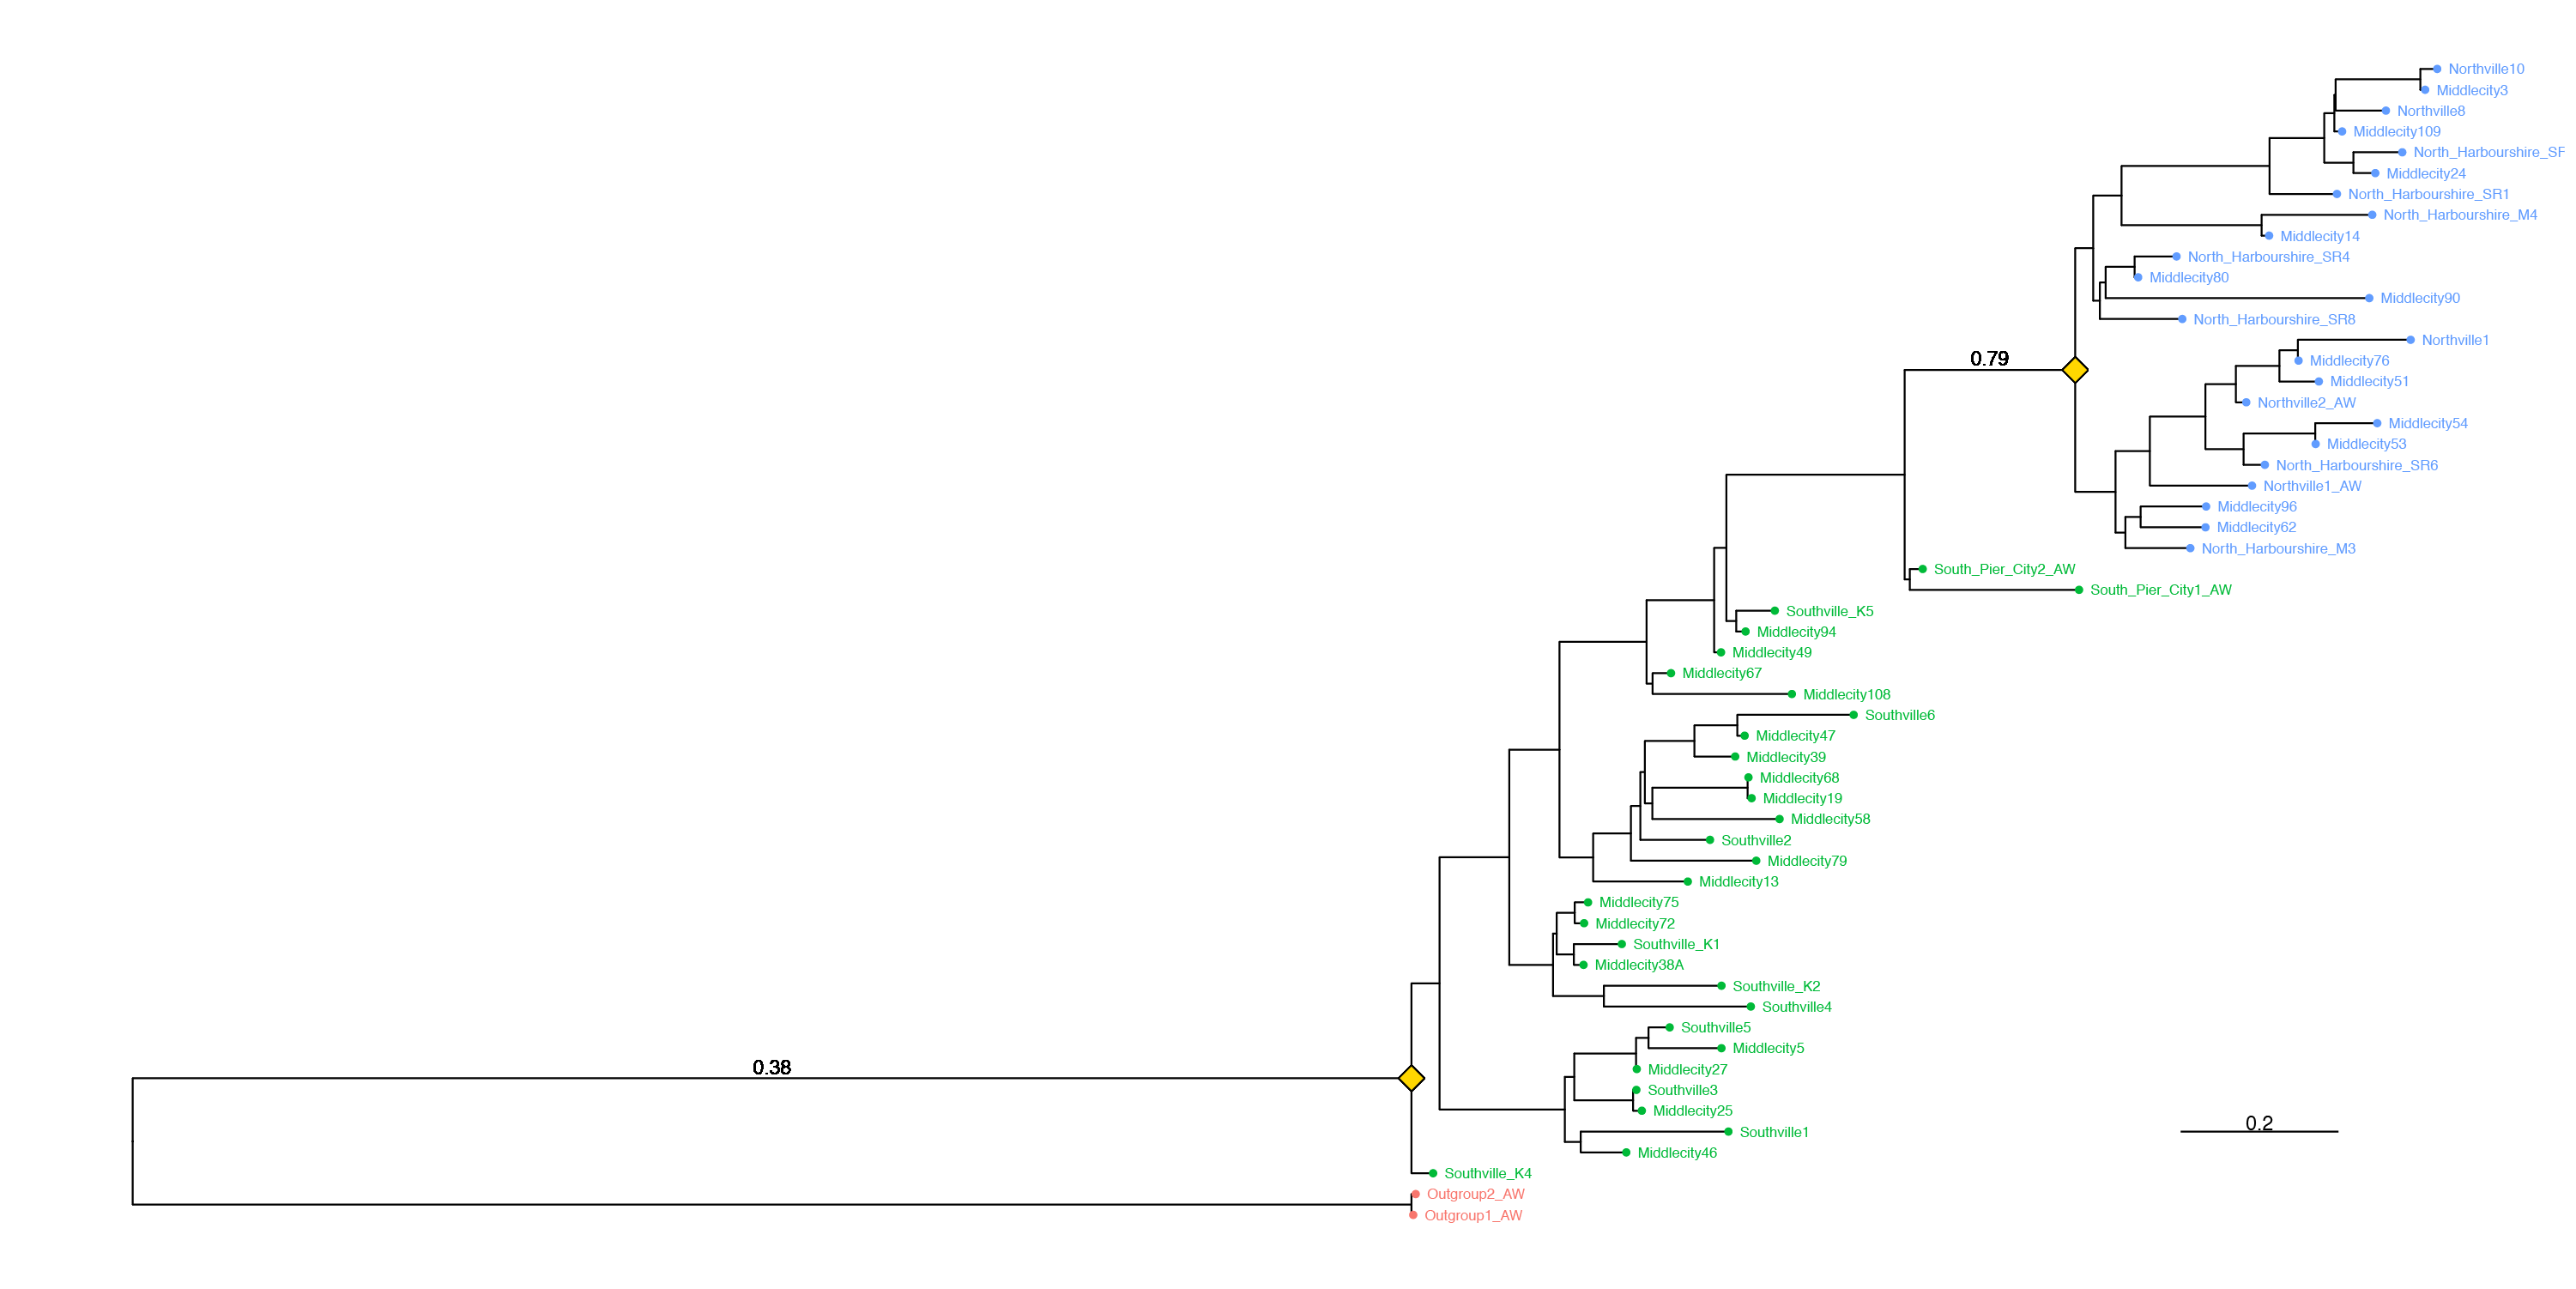 Northville10
Middlecity3
Northville8
Middlecity109
North_Harbourshire_SF
Middlecity24
North_Harbourshire_SR1
North_Harbourshire_M4
Middlecity14
North_Harbourshire_SR4
Middlecity80
Middlecity90
North_Harbourshire_SR8
Northville1
0.79
Middlecity76
Middlecity51
Northville2_AW
Middlecity54
Middlecity53
North_Harbourshire_SR6
Northville1_AW
Middlecity96
Middlecity62
North_Harbourshire_M3
South_Pier_City2_AW
South_Pier_City1_AW
Southville_K5
Middlecity94
Middlecity49
Middlecity67
Middlecity108
Southville6
Middlecity47
Middlecity39
Middlecity68
Middlecity19
Middlecity58
Southville2
Middlecity79
Middlecity13
Middlecity75
Middlecity72
Southville_K1
Middlecity38A
Southville_K2
Southville4
Southville5
Middlecity5
0.38
Middlecity27
Southville3
Middlecity25
0.2
Southville1
Middlecity46
Southville_K4
Outgroup2_AW
Outgroup1_AW